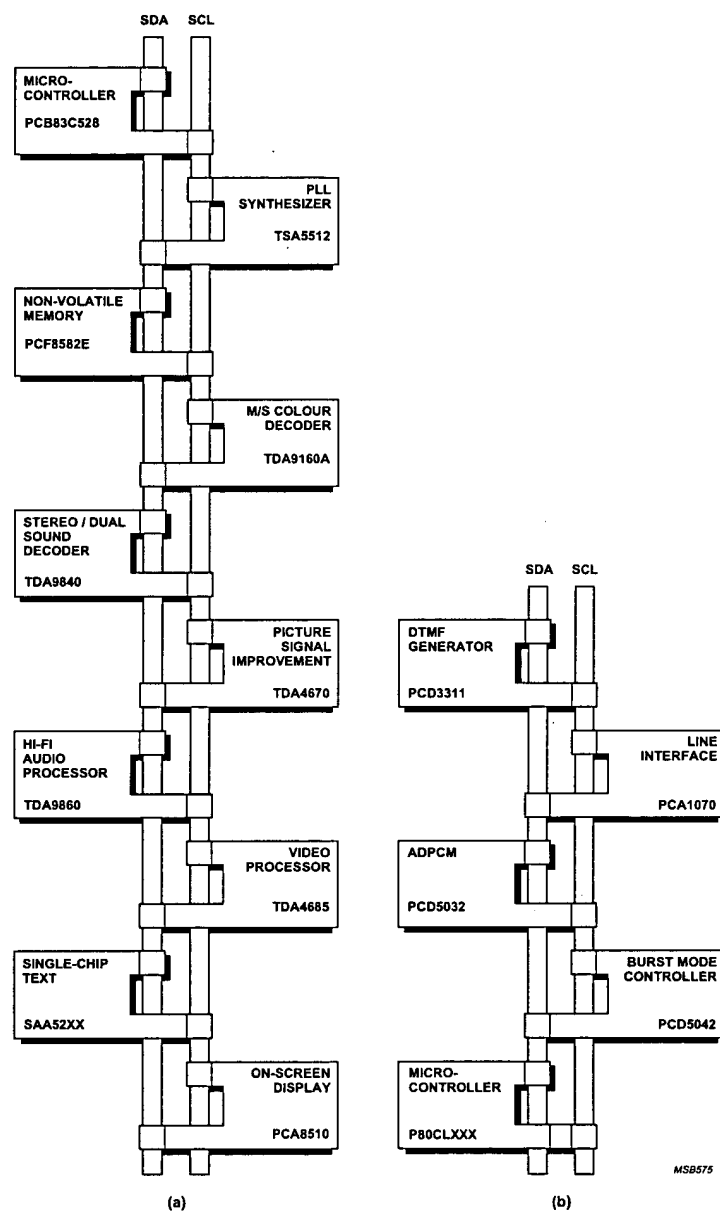 SDA SCL
MICRO-
CONTROLLER
PCB83C528
PLL
SYNTHESIZER
TSA5512
NON-VOLATILE
MEMORY
PCF8582E
M/S COLOUR
DECODER
TDA9160A
STEREO / DUAL
SOUND
DECODER
TDA9840
PICTURE
SIGNAL
IMPROVEMENT
TDA4670
HI-FI
AUDIO
PROCESSOR
TDA9860
VIDEO
PROCESSOR
TDA4685
SINGLE-CHIP
TEXT
SAA52XX
ON-SCREEN
DISPLAY
PCA8510
(a)
SDA SCL
DTMF
GENERATOR
PCD3311
LINE
INTERFACE
PCA1070
ADPCM
PCD5032
BURST MODE
CONTROLLER
PCD5042
MICRO-
CONTROLLER
P80CLXXX
MSB575
(b)